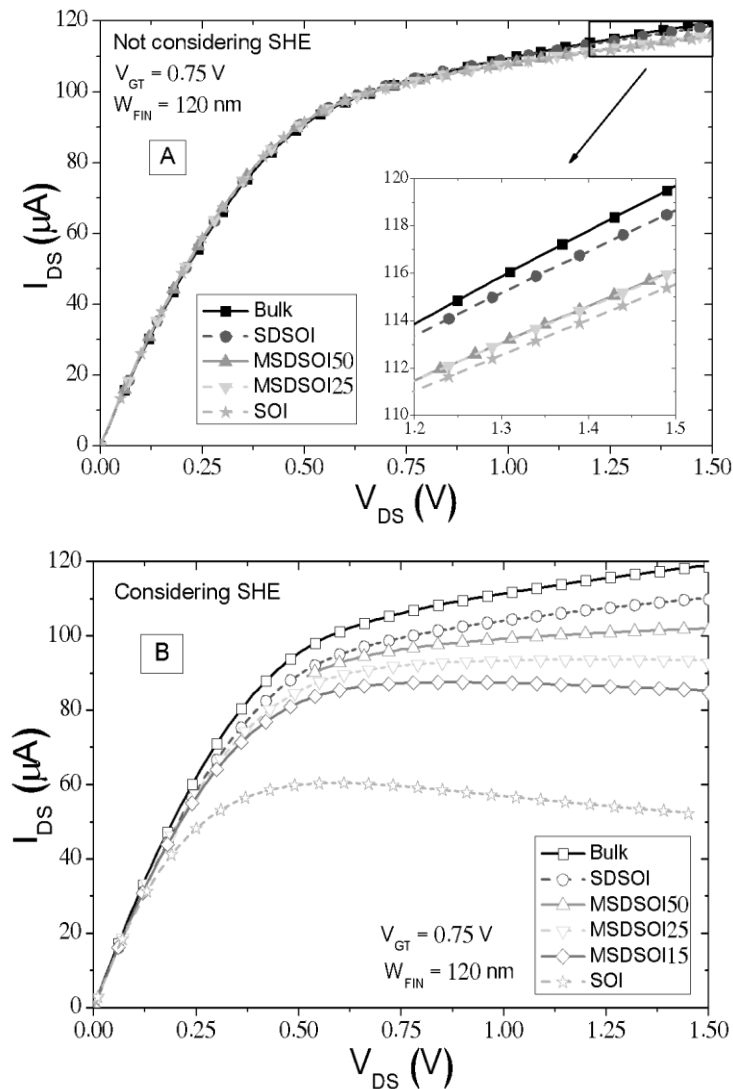 120
100
80
60
40
20
0
I_DS (µA)
Not considering SHE
V_GT = 0.75 V
W_FIN = 120 nm
A
Bulk
SDSOI
MSDSOI50
MSDSOI25
SOI
120
118
116
114
112
110
1.2 1.3 1.4 1.5
0.00 0.25 0.50 0.75 1.00 1.25 1.50
V_DS (V)
120
100
80
60
40
20
0
I_DS (µA)
Considering SHE
B
V_GT = 0.75 V
W_FIN = 120 nm
Bulk
SDSOI
MSDSOI50
MSDSOI25
MSDSOI15
SOI
0.00 0.25 0.50 0.75 1.00 1.25 1.50
V_DS (V)